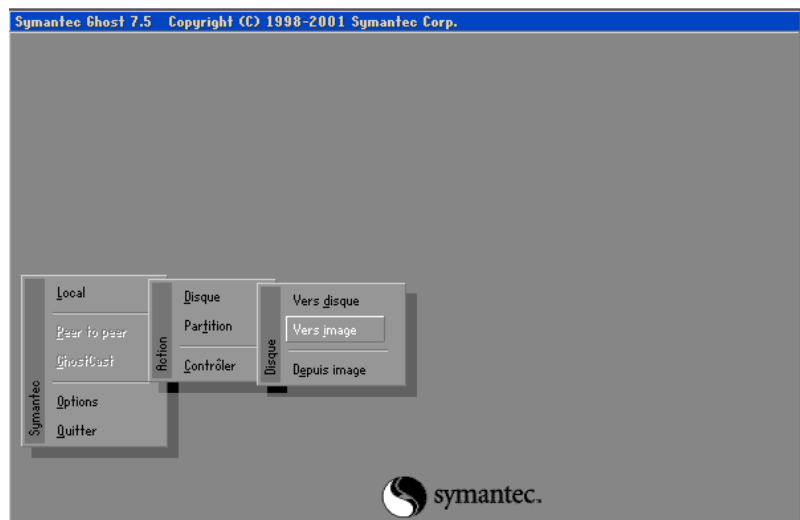 Symantec Ghost 7.5 Copyright (C) 1998-2001 Symantec Corp.
Symantec
Local
Peer to peer
GhostCast
Options
Quitter
Action
Disque
Partition
Contrôler
Disque
Vers disque
Vers image
Depuis image
symantec.